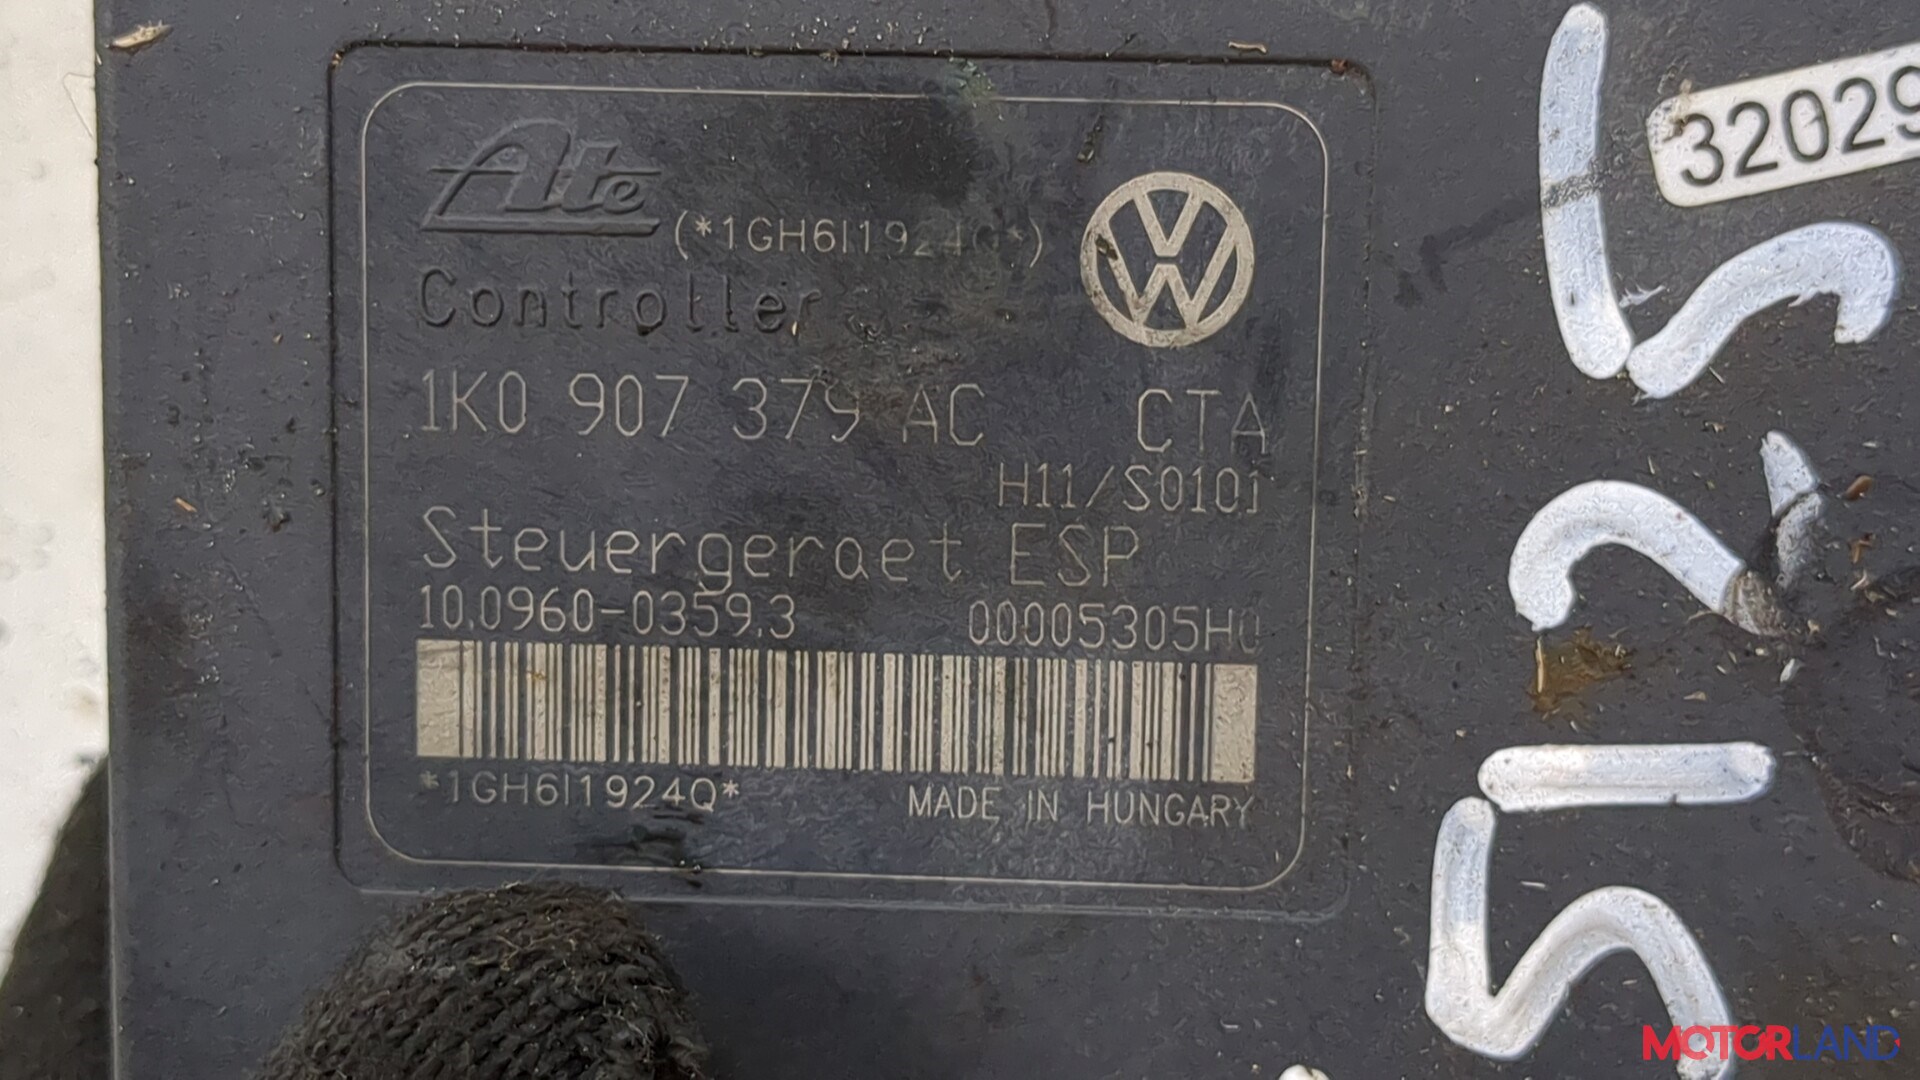 Ate (*1GH6I1924Q*)
Controller
1K0 907 379 AC CTA
H11/S0101
Steuergeraet ESP
10.0960-0359.3 00005305H0
*1GH6I1924Q* MADE IN HUNGARY
32029
MOTORLAND